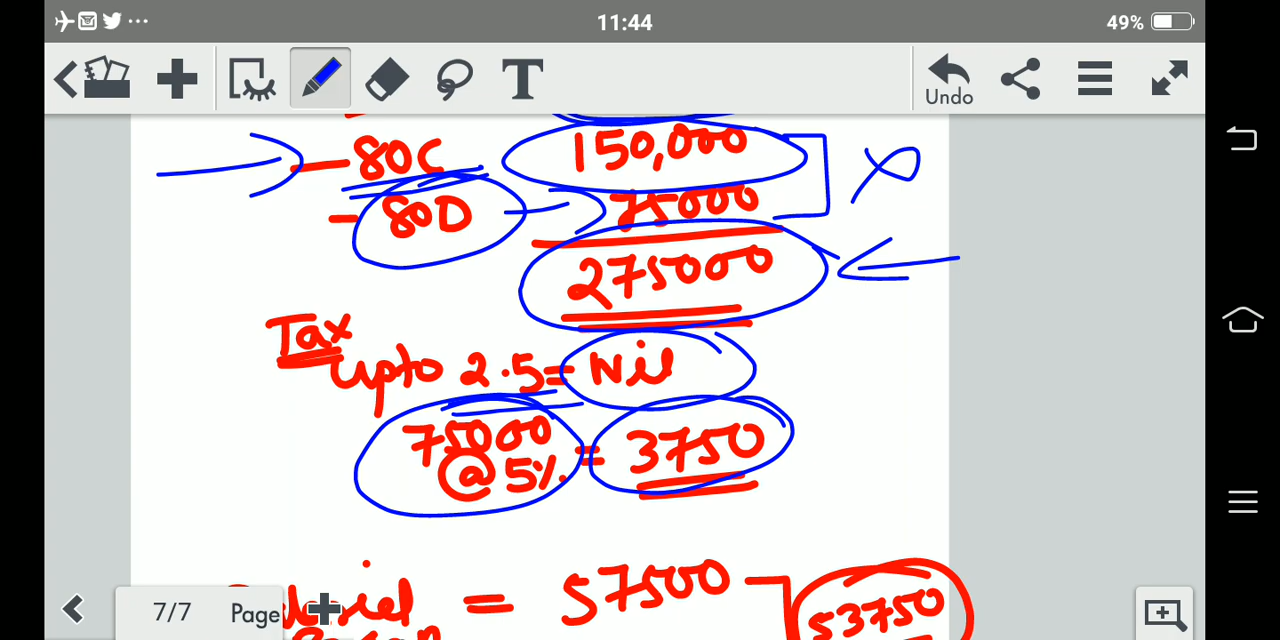 11:44
49%
T
Undo
- 80C 150,000
- 80D 75000
275000
Tax
upto 2.5 = Nil
75000 = 3750
@ 5%
= 57500
53750
7/7 Page